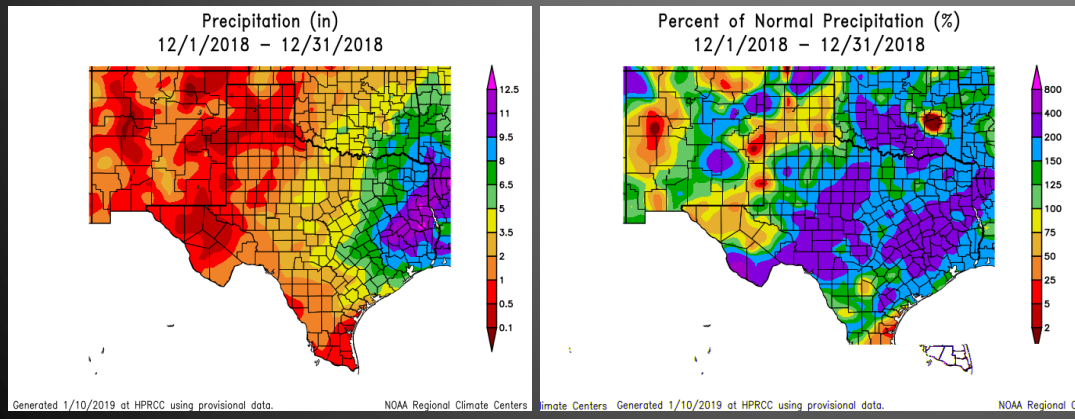 Precipitation (in)
12/1/2018 – 12/31/2018
12.5
11
9.5
8
6.5
5
3.5
2
1
0.5
0.1
Generated 1/10/2019 at HPRCC using provisional data.
NOAA Regional Climate Centers
Percent of Normal Precipitation (%)
12/1/2018 – 12/31/2018
800
400
200
150
125
100
75
50
25
5
2
limate Centers
Generated 1/10/2019 at HPRCC using provisional data.
NOAA Regional C